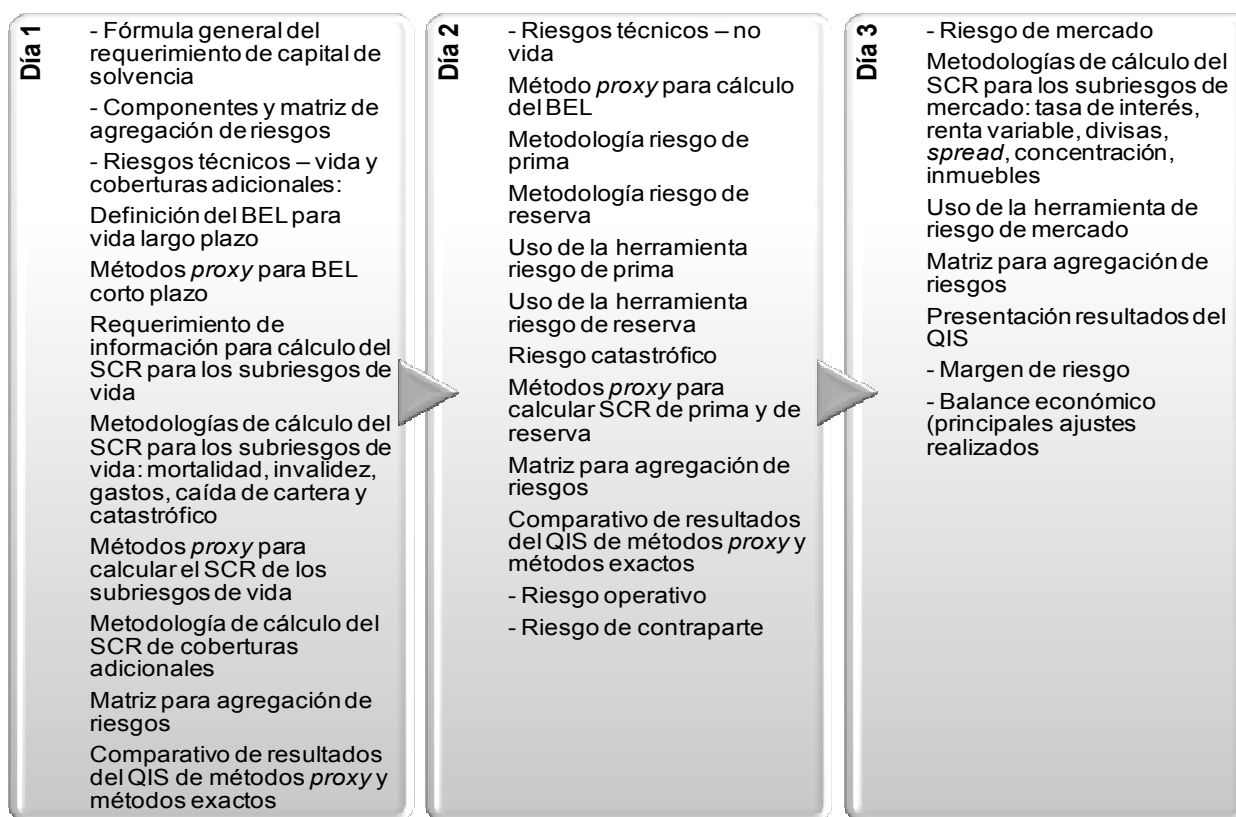 Día 1
- Fórmula general del
requerimiento de capital de
solvencia
- Componentes y matriz de
agregación de riesgos
- Riesgos técnicos – vida y
coberturas adicionales:
Definición del BEL para
vida largo plazo
Métodos proxy para BEL
corto plazo
Requerimiento de
información para cálculo del
SCR para los subriesgos de
vida
Metodologías de cálculo del
SCR para los subriesgos de
vida: mortalidad, invalidez,
gastos, caída de cartera y
catastrófico
Métodos proxy para
calcular el SCR de los
subriesgos de vida
Metodología de cálculo del
SCR de coberturas
adicionales
Matriz para agregación de
riesgos
Comparativo de resultados
del QIS de métodos proxy y
métodos exactos
Día 2
- Riesgos técnicos – no
vida
Método proxy para cálculo
del BEL
Metodología riesgo de
prima
Metodología riesgo de
reserva
Uso de la herramienta
riesgo de prima
Uso de la herramienta
riesgo de reserva
Riesgo catastrófico
Métodos proxy para
calcular SCR de prima y de
reserva
Matriz para agregación de
riesgos
Comparativo de resultados
del QIS de métodos proxy y
métodos exactos
- Riesgo operativo
- Riesgo de contraparte
Día 3
- Riesgo de mercado
Metodologías de cálculo del
SCR para los subriesgos de
mercado: tasa de interés,
renta variable, divisas,
spread, concentración,
inmuebles
Uso de la herramienta de
riesgo de mercado
Matriz para agregación de
riesgos
Presentación resultados del
QIS
- Margen de riesgo
- Balance económico
(principales ajustes
realizados